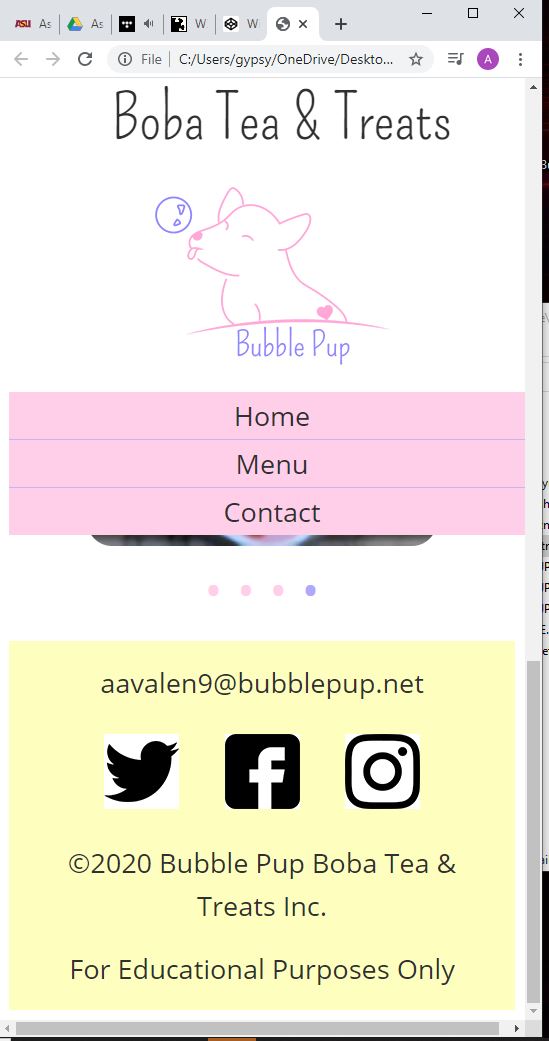 As
As
W
W
File
C:/Users/gypsy/OneDrive/Deskto...
A
Boba Tea & Treats
Bubble Pup
Home
Menu
Contact
aavalen9@bubblepup.net
©2020 Bubble Pup Boba Tea &
Treats Inc.
For Educational Purposes Only